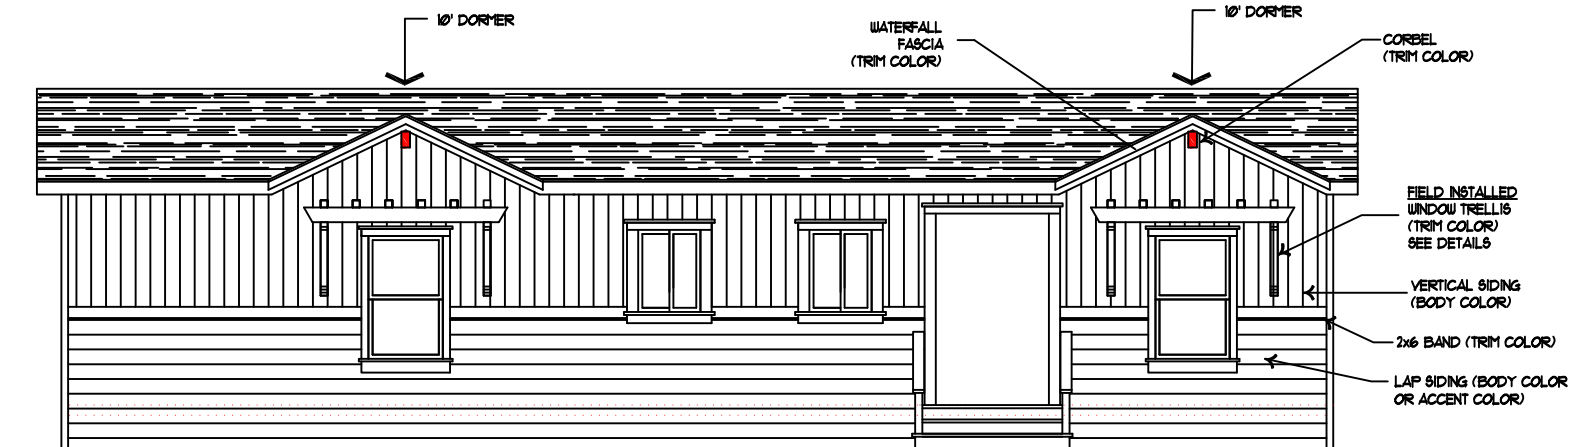 10' DORMER
10' DORMER
WATERFALL
FASCIA
(TRIM COLOR)
CORBEL
(TRIM COLOR)
FIELD INSTALLED
WINDOW TRELLIS
(TRIM COLOR)
SEE DETAILS
VERTICAL SIDING
(BODY COLOR)
2x6 BAND (TRIM COLOR)
LAP SIDING (BODY COLOR
OR ACCENT COLOR)